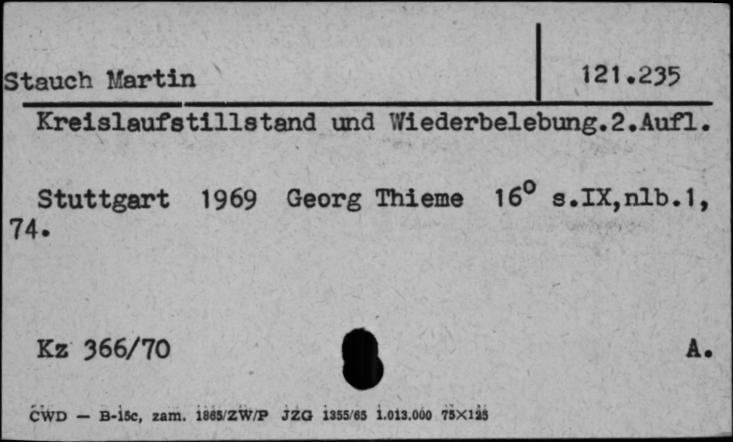 Stauch Martin 121.235
Kreislaufstillstand und Wiederbelebung.2.Aufl.
Stuttgart 1969 Georg Thieme 16° s.IX,nlb.1,
74.
Kz 366/70 A.
CWD — B-15c, zam. 1865/ZW/P JZG 1355/65 1.013.000 75×125